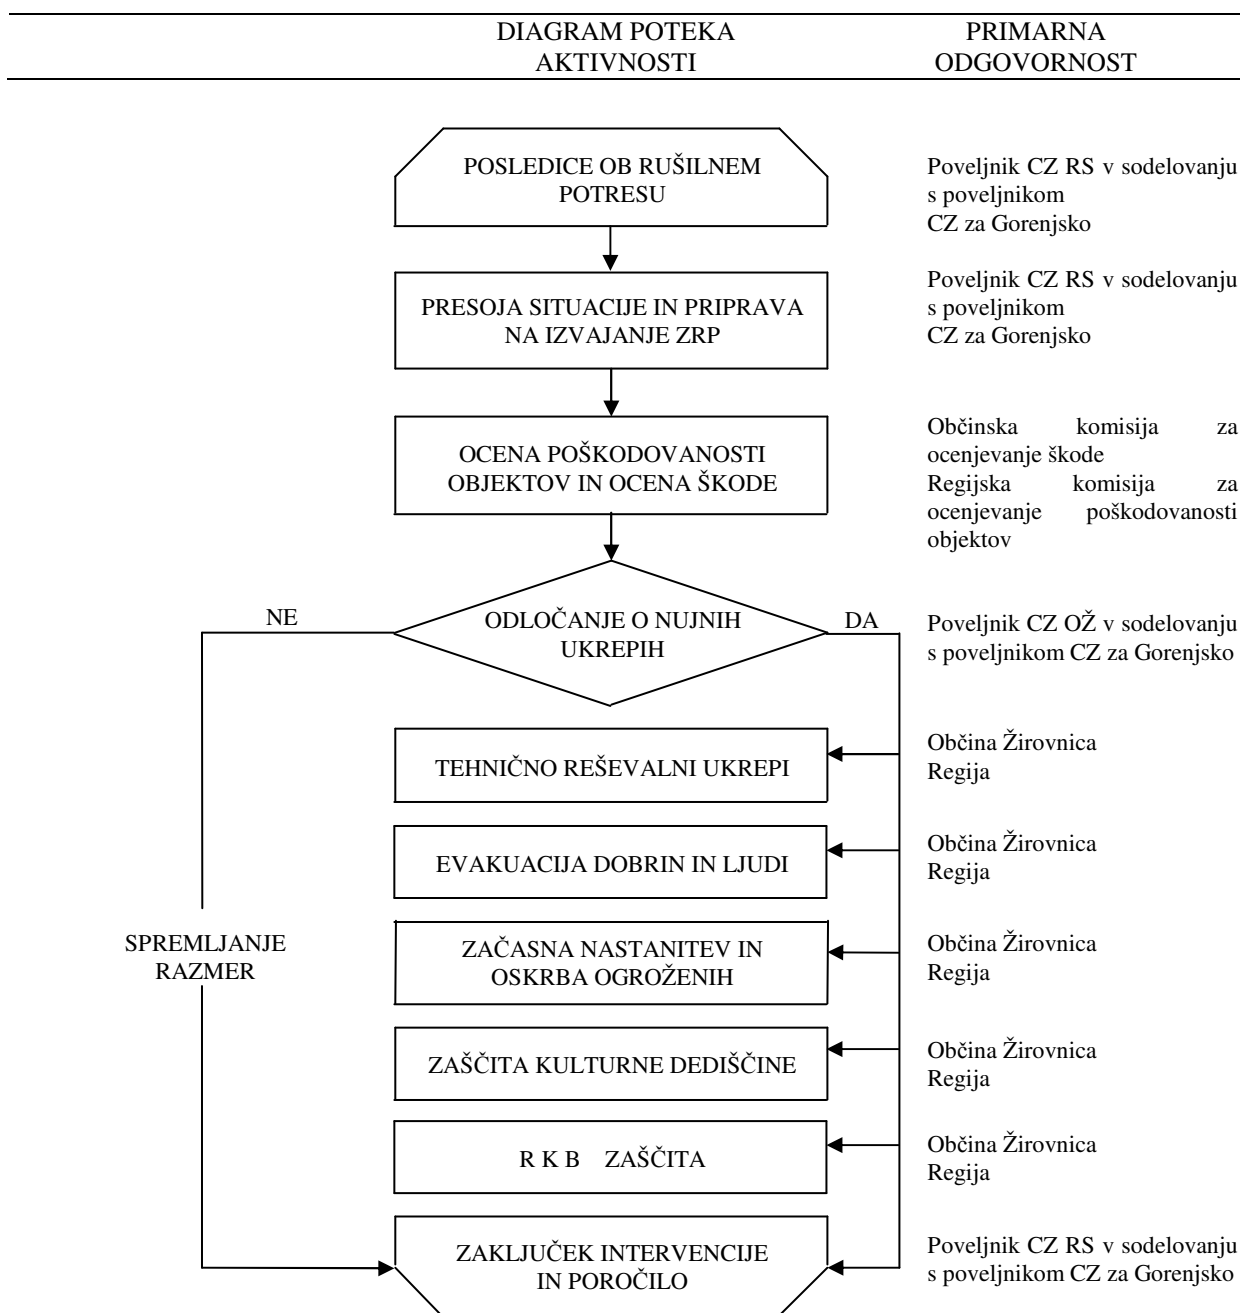 DIAGRAM POTEKA
AKTIVNOSTI
PRIMARNA
ODGOVORNOST
POSLEDICE OB RUŠILNEM
POTRESU
Poveljnik CZ RS v sodelovanju
s poveljnikom
CZ za Gorenjsko
PRESOJA SITUACIJE IN PRIPRAVA
NA IZVAJANJE ZRP
Poveljnik CZ RS v sodelovanju
s poveljnikom
CZ za Gorenjsko
OCENA POŠKODOVANOSTI
OBJEKTOV IN OCENA ŠKODE
Občinska komisija za
ocenjevanje škode
Regijska komisija za
ocenjevanje poškodovanosti
objektov
NE
ODLOČANJE O NUJNIH
UKREPIH
DA
Poveljnik CZ OŽ v sodelovanju
s poveljnikom CZ za Gorenjsko
TEHNIČNO REŠEVALNI UKREPI
Občina Žirovnica
Regija
EVAKUACIJA DOBRIN IN LJUDI
Občina Žirovnica
Regija
SPREMLJANJE
RAZMER
ZAČASNA NASTANITEV IN
OSKRBA OGROŽENIH
Občina Žirovnica
Regija
ZAŠČITA KULTURNE DEDIŠČINE
Občina Žirovnica
Regija
R K B ZAŠČITA
Občina Žirovnica
Regija
ZAKLJUČEK INTERVENCIJE
IN POROČILO
Poveljnik CZ RS v sodelovanju
s poveljnikom CZ za Gorenjsko